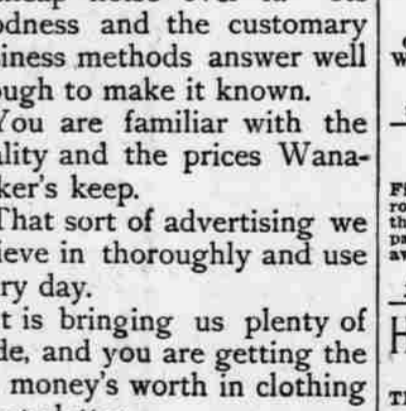 odness and the customary
iness methods answer well
ough to make it known.
You are familiar with the
ality and the prices Wana-
ker's keep.
That sort of advertising we
ieve in thoroughly and use
ry day.
t is bringing us plenty of
de, and you are getting the
money's worth in clothing